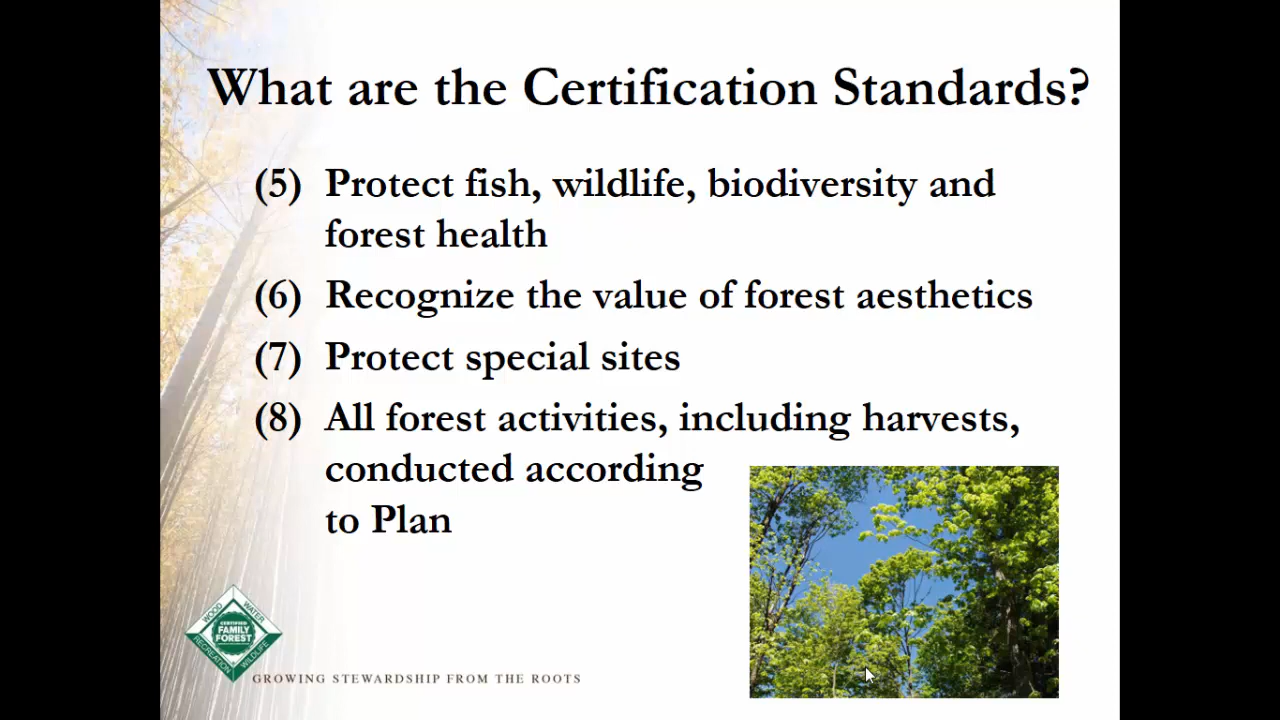 What are the Certification Standards?
(5) Protect fish, wildlife, biodiversity and
forest health
(6) Recognize the value of forest aesthetics
(7) Protect special sites
(8) All forest activities, including harvests,
conducted according
to Plan
WOOD
WATER
CERTIFIED
FAMILY
FOREST
RECREATION
WILDLIFE
GROWING STEWARDSHIP FROM THE ROOTS